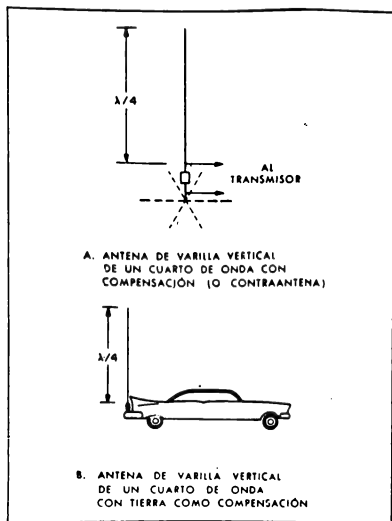 λ/4
AL
TRANSMISOR
A. ANTENA DE VARILLA VERTICAL
DE UN CUARTO DE ONDA CON
COMPENSACIÓN (O CONTRAANTENA)
λ/4
B. ANTENA DE VARILLA VERTICAL
DE UN CUARTO DE ONDA
CON TIERRA COMO COMPENSACIÓN